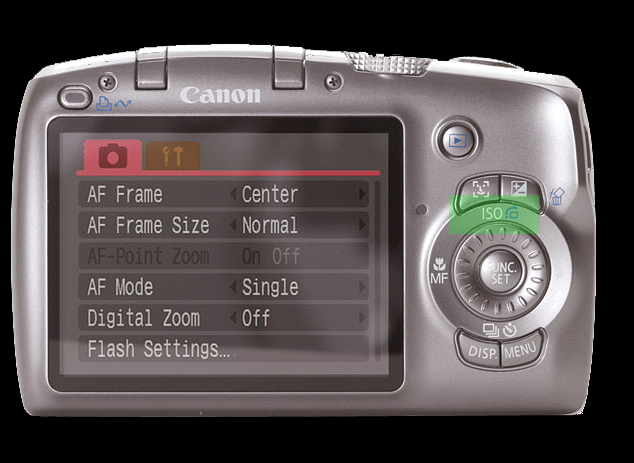 Canon
AF Frame Center
AF Frame Size Normal
AF-Point Zoom On Off
AF Mode Single
Digital Zoom Off
Flash Settings...
ISO
MF
FUNC.
SET
DISP. MENU